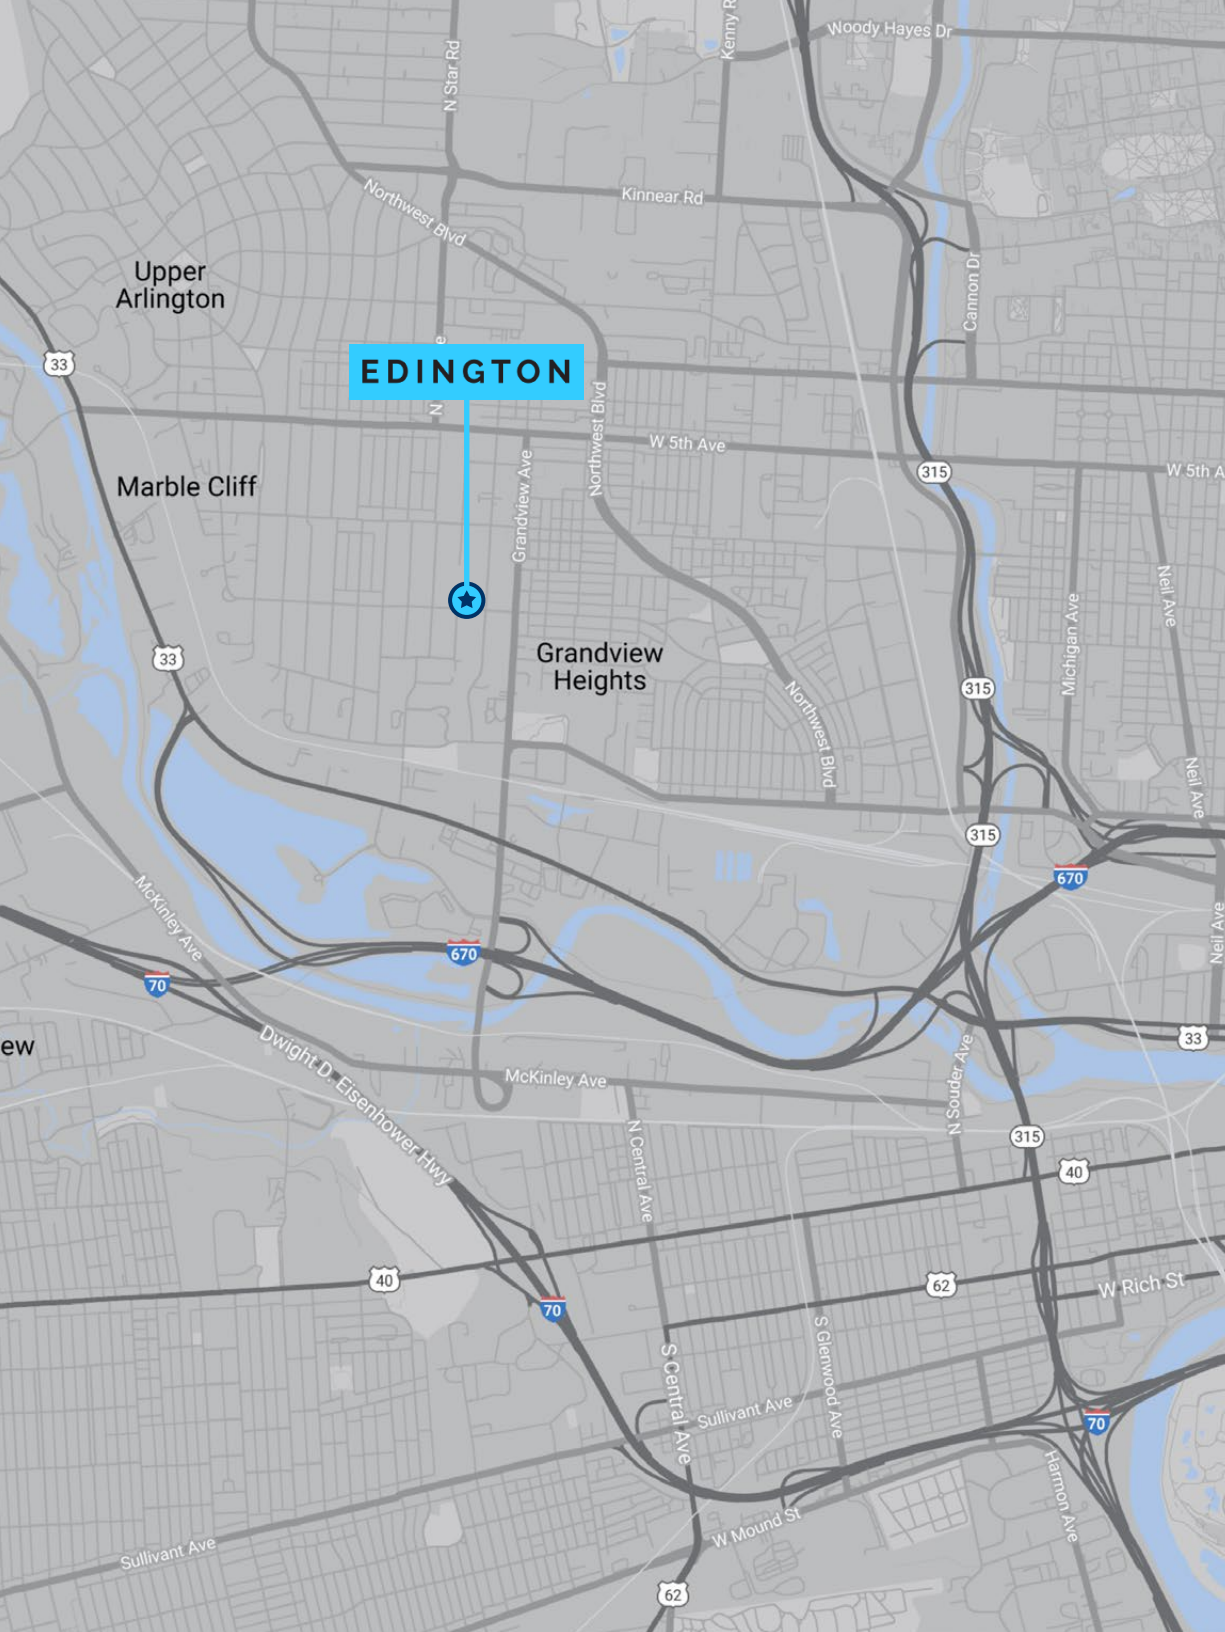 Woody Hayes Dr
Kenny R
N Star Rd
Kinnear Rd
Northwest Blvd
Upper
Arlington
Cannon Dr
33
EDINGTON
N
e
Northwest Blvd
W 5th Ave
315
W 5th A
Marble Cliff
Grandview Ave
Neil Ave
Michigan Ave
33
Grandview
Heights
315
Northwest Blvd
Neil Ave
315
670
McKinley Ave
Neil Ave
670
70
ew
Dwight D. Eisenhower Hwy
33
McKinley Ave
N Souder Ave
N Central Ave
315
40
40
62
W Rich St
70
S Glenwood Ave
S Central Ave
Sullivant Ave
70
Harmon Ave
W Mound St
Sullivant Ave
62